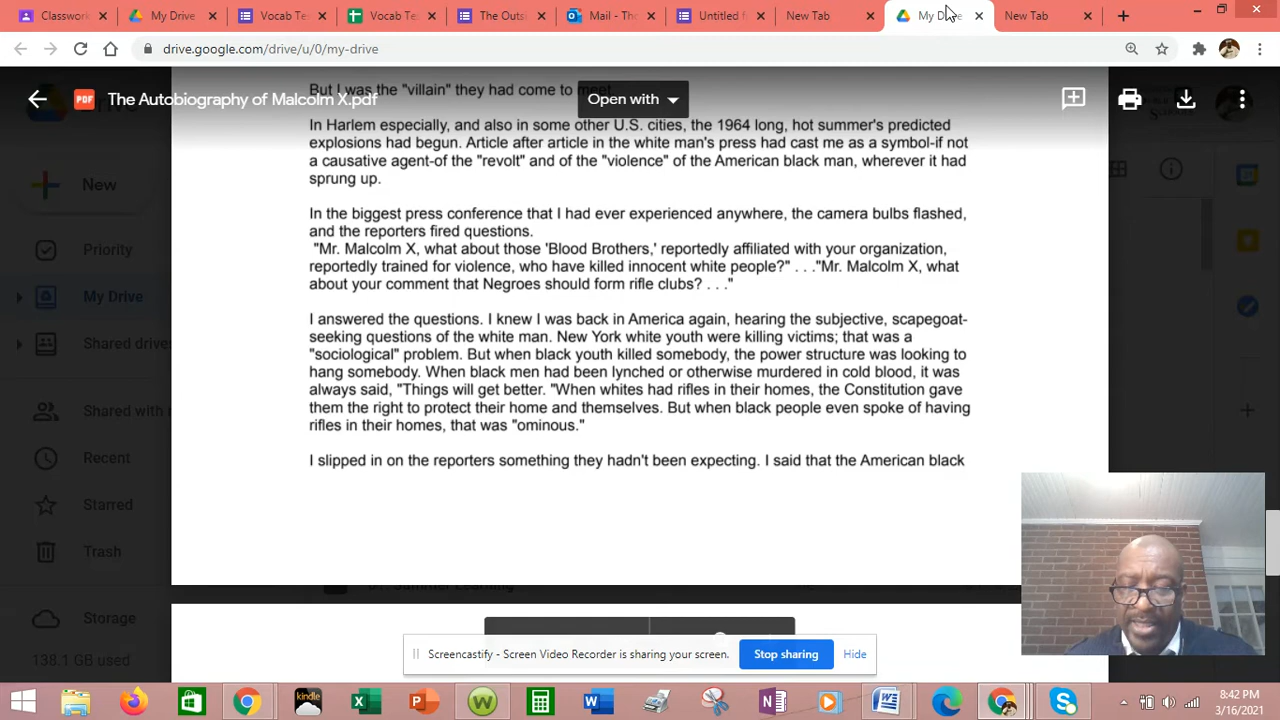 Classwork
My Drive
Vocab Te
Vocab Te
The Outs
Mail - Tho
Untitled f
New Tab
My D
New Tab
drive.google.com/drive/u/0/my-drive
But I was the "villain" they had come to meet.
The Autobiography of Malcolm X.pdf
Open with
In Harlem especially, and also in some other U.S. cities, the 1964 long, hot summer's predicted
explosions had begun. Article after article in the white man's press had cast me as a symbol-if not
a causative agent-of the "revolt" and of the "violence" of the American black man, wherever it had
sprung up.
In the biggest press conference that I had ever experienced anywhere, the camera bulbs flashed,
and the reporters fired questions.
"Mr. Malcolm X, what about those 'Blood Brothers,' reportedly affiliated with your organization,
reportedly trained for violence, who have killed innocent white people?" . . ."Mr. Malcolm X, what
about your comment that Negroes should form rifle clubs? . . ."
I answered the questions. I knew I was back in America again, hearing the subjective, scapegoat-
seeking questions of the white man. New York white youth were killing victims; that was a
"sociological" problem. But when black youth killed somebody, the power structure was looking to
hang somebody. When black men had been lynched or otherwise murdered in cold blood, it was
always said, "Things will get better. "When whites had rifles in their homes, the Constitution gave
them the right to protect their home and themselves. But when black people even spoke of having
rifles in their homes, that was "ominous."
I slipped in on the reporters something they hadn't been expecting. I said that the American black
New
Priority
My Drive
Shared drives
Shared with
Recent
Starred
Trash
Storage
138.1 GB used
Summer Learning
Screencastify - Screen Video Recorder is sharing your screen.
Stop sharing
Hide
kindle
8:42 PM
3/16/2021